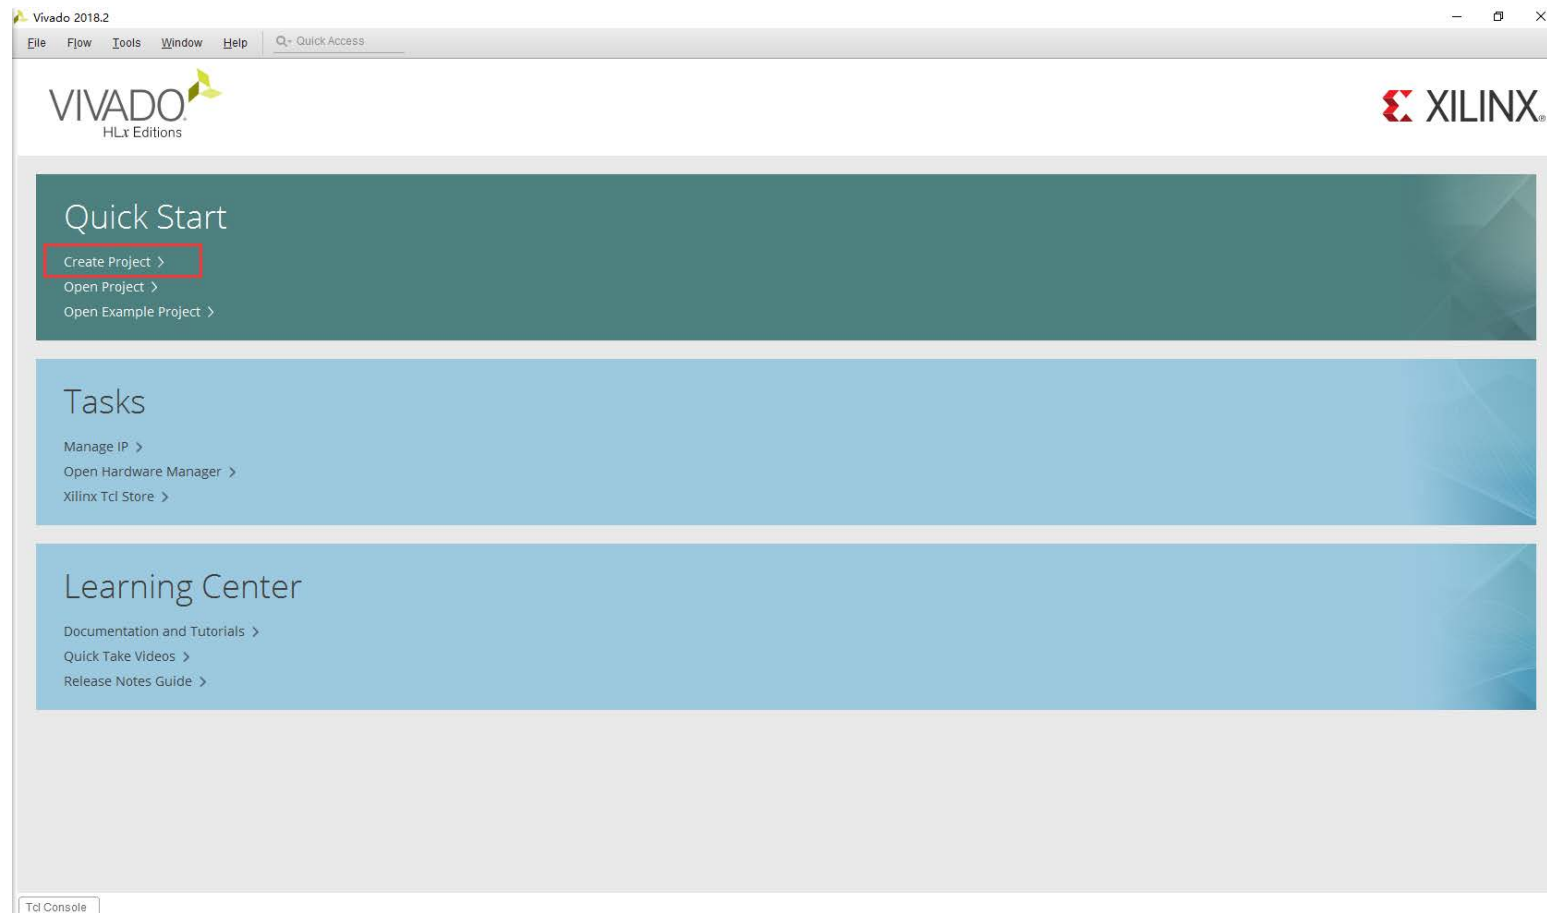 Vivado 2018.2
File Flow Tools Window Help Quick Access
VIVADO.
HLx Editions
XILINX®
Quick Start
Create Project >
Open Project >
Open Example Project >
Tasks
Manage IP >
Open Hardware Manager >
Xilinx Tcl Store >
Learning Center
Documentation and Tutorials >
Quick Take Videos >
Release Notes Guide >
Tcl Console